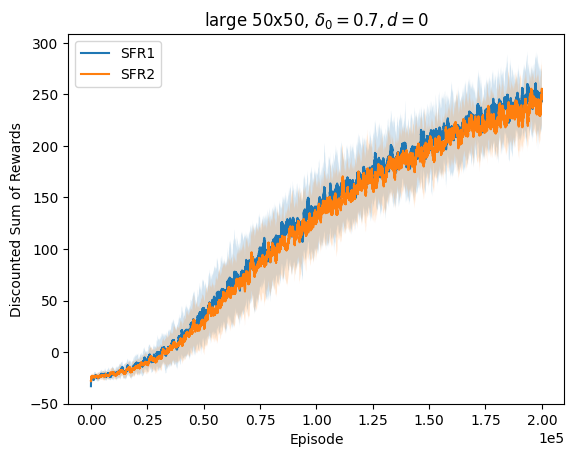 large 50x50, δ₀ = 0.7, d = 0
SFR1
SFR2
Discounted Sum of Rewards
300
250
200
150
100
50
0
−50
0.00 0.25 0.50 0.75 1.00 1.25 1.50 1.75 2.00
1e5
Episode